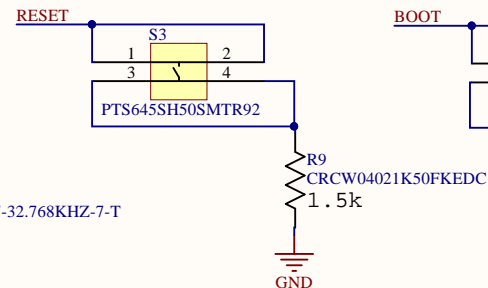 RESET
BOOT
S3
1
2
3
4
PTS645SH50SMTR92
R9
CRCW04021K50FKEDC
1.5k
-32.768KHZ-7-T
GND